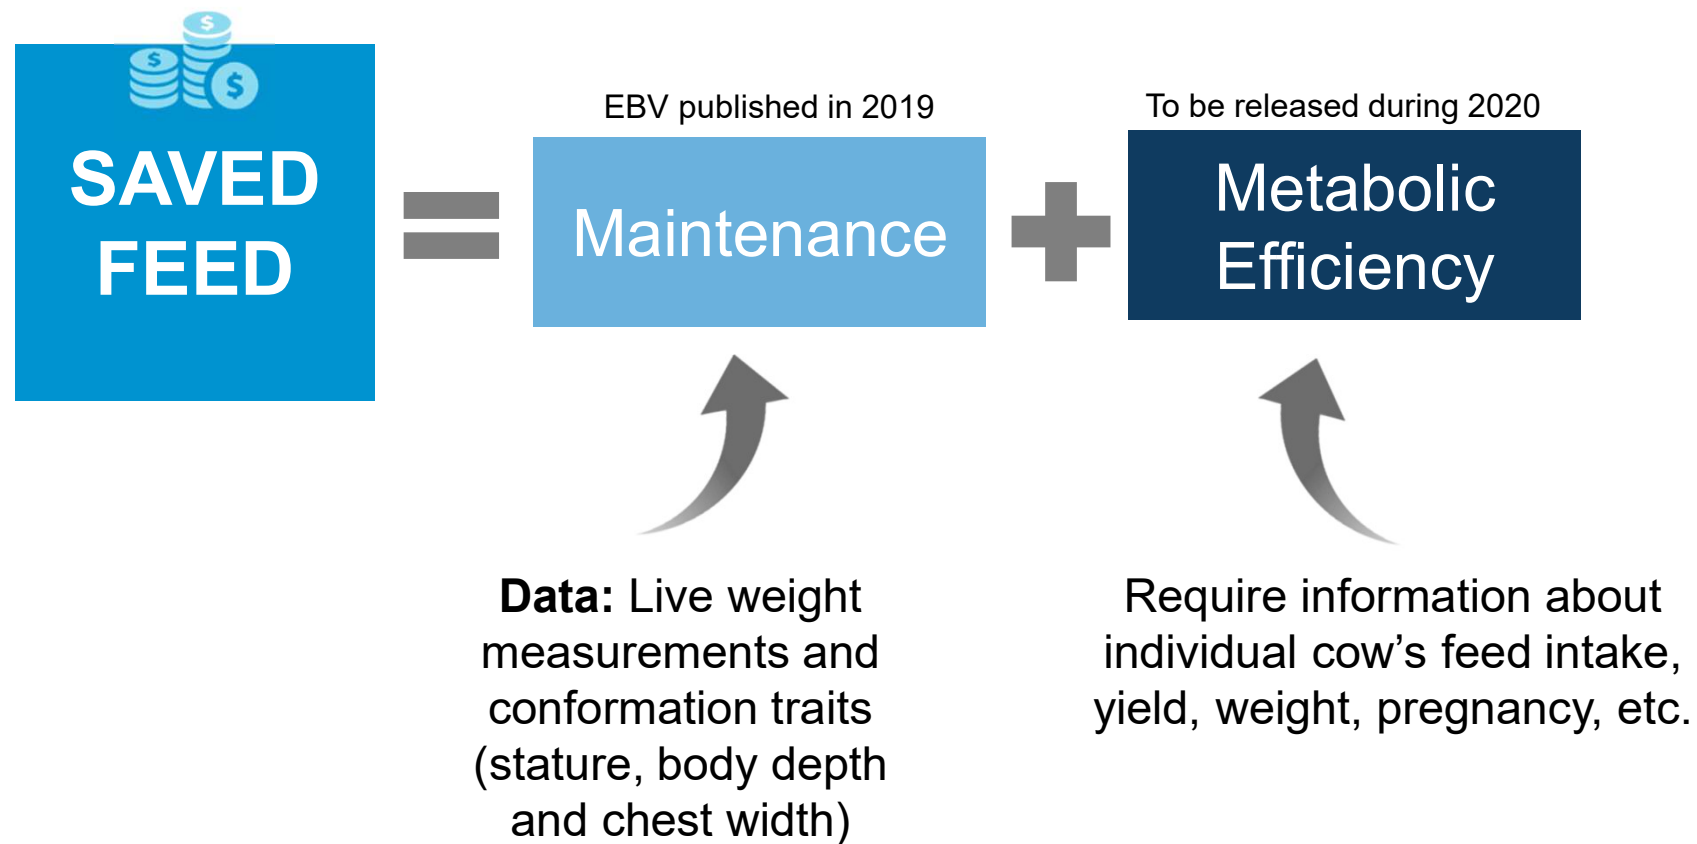 $
$
$
SAVED
FEED
EBV published in 2019
Maintenance
To be released during 2020
Metabolic
Efficiency
Data: Live weight
measurements and
conformation traits
(stature, body depth
and chest width)
Require information about
individual cow’s feed intake,
yield, weight, pregnancy, etc.